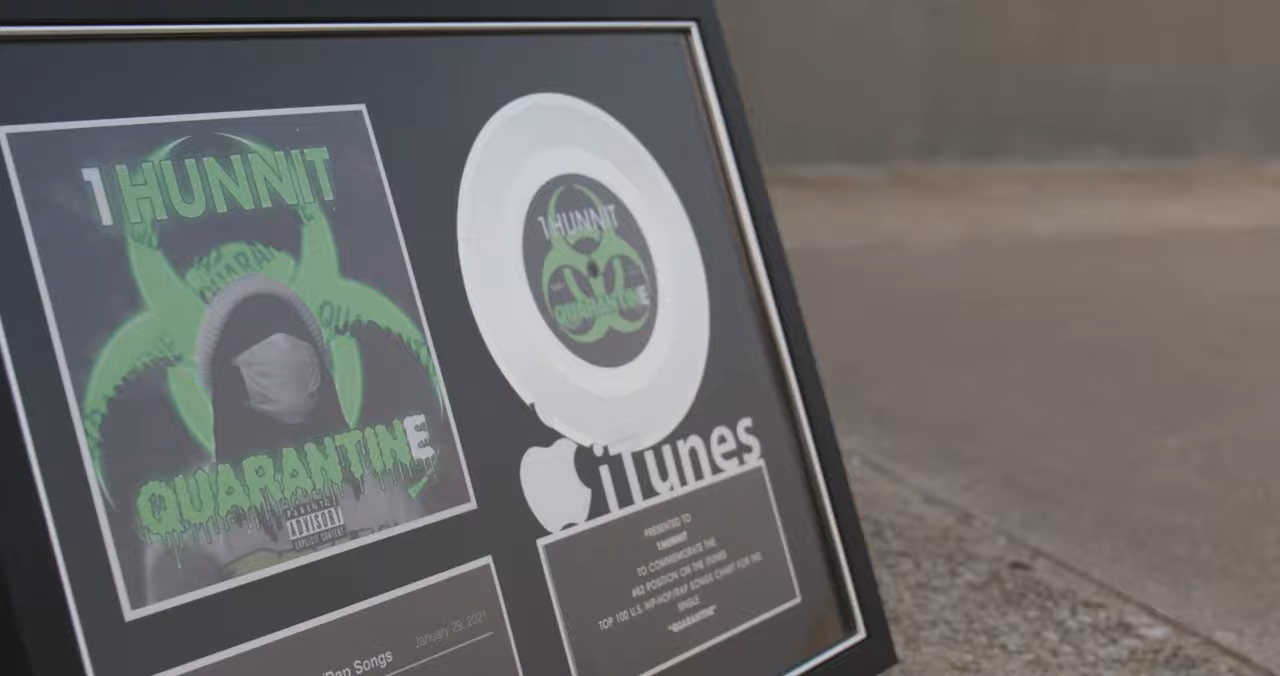 1HUNNIT
QUARAN
QUARANTINE
QUARANTINE
PARENTAL
ADVISORY
EXPLICIT CONTENT
1HUNNIT
QUARANTINE
iTunes
PRESENTED TO
1HUNNIT
TO COMMEMORATE THE
#82 POSITION ON THE ITUNES
TOP 100 U.S. HIP-HOP/RAP SONGS CHART FOR THE
SINGLE
"QUARANTINE"
January 29, 2021
/Rap Songs